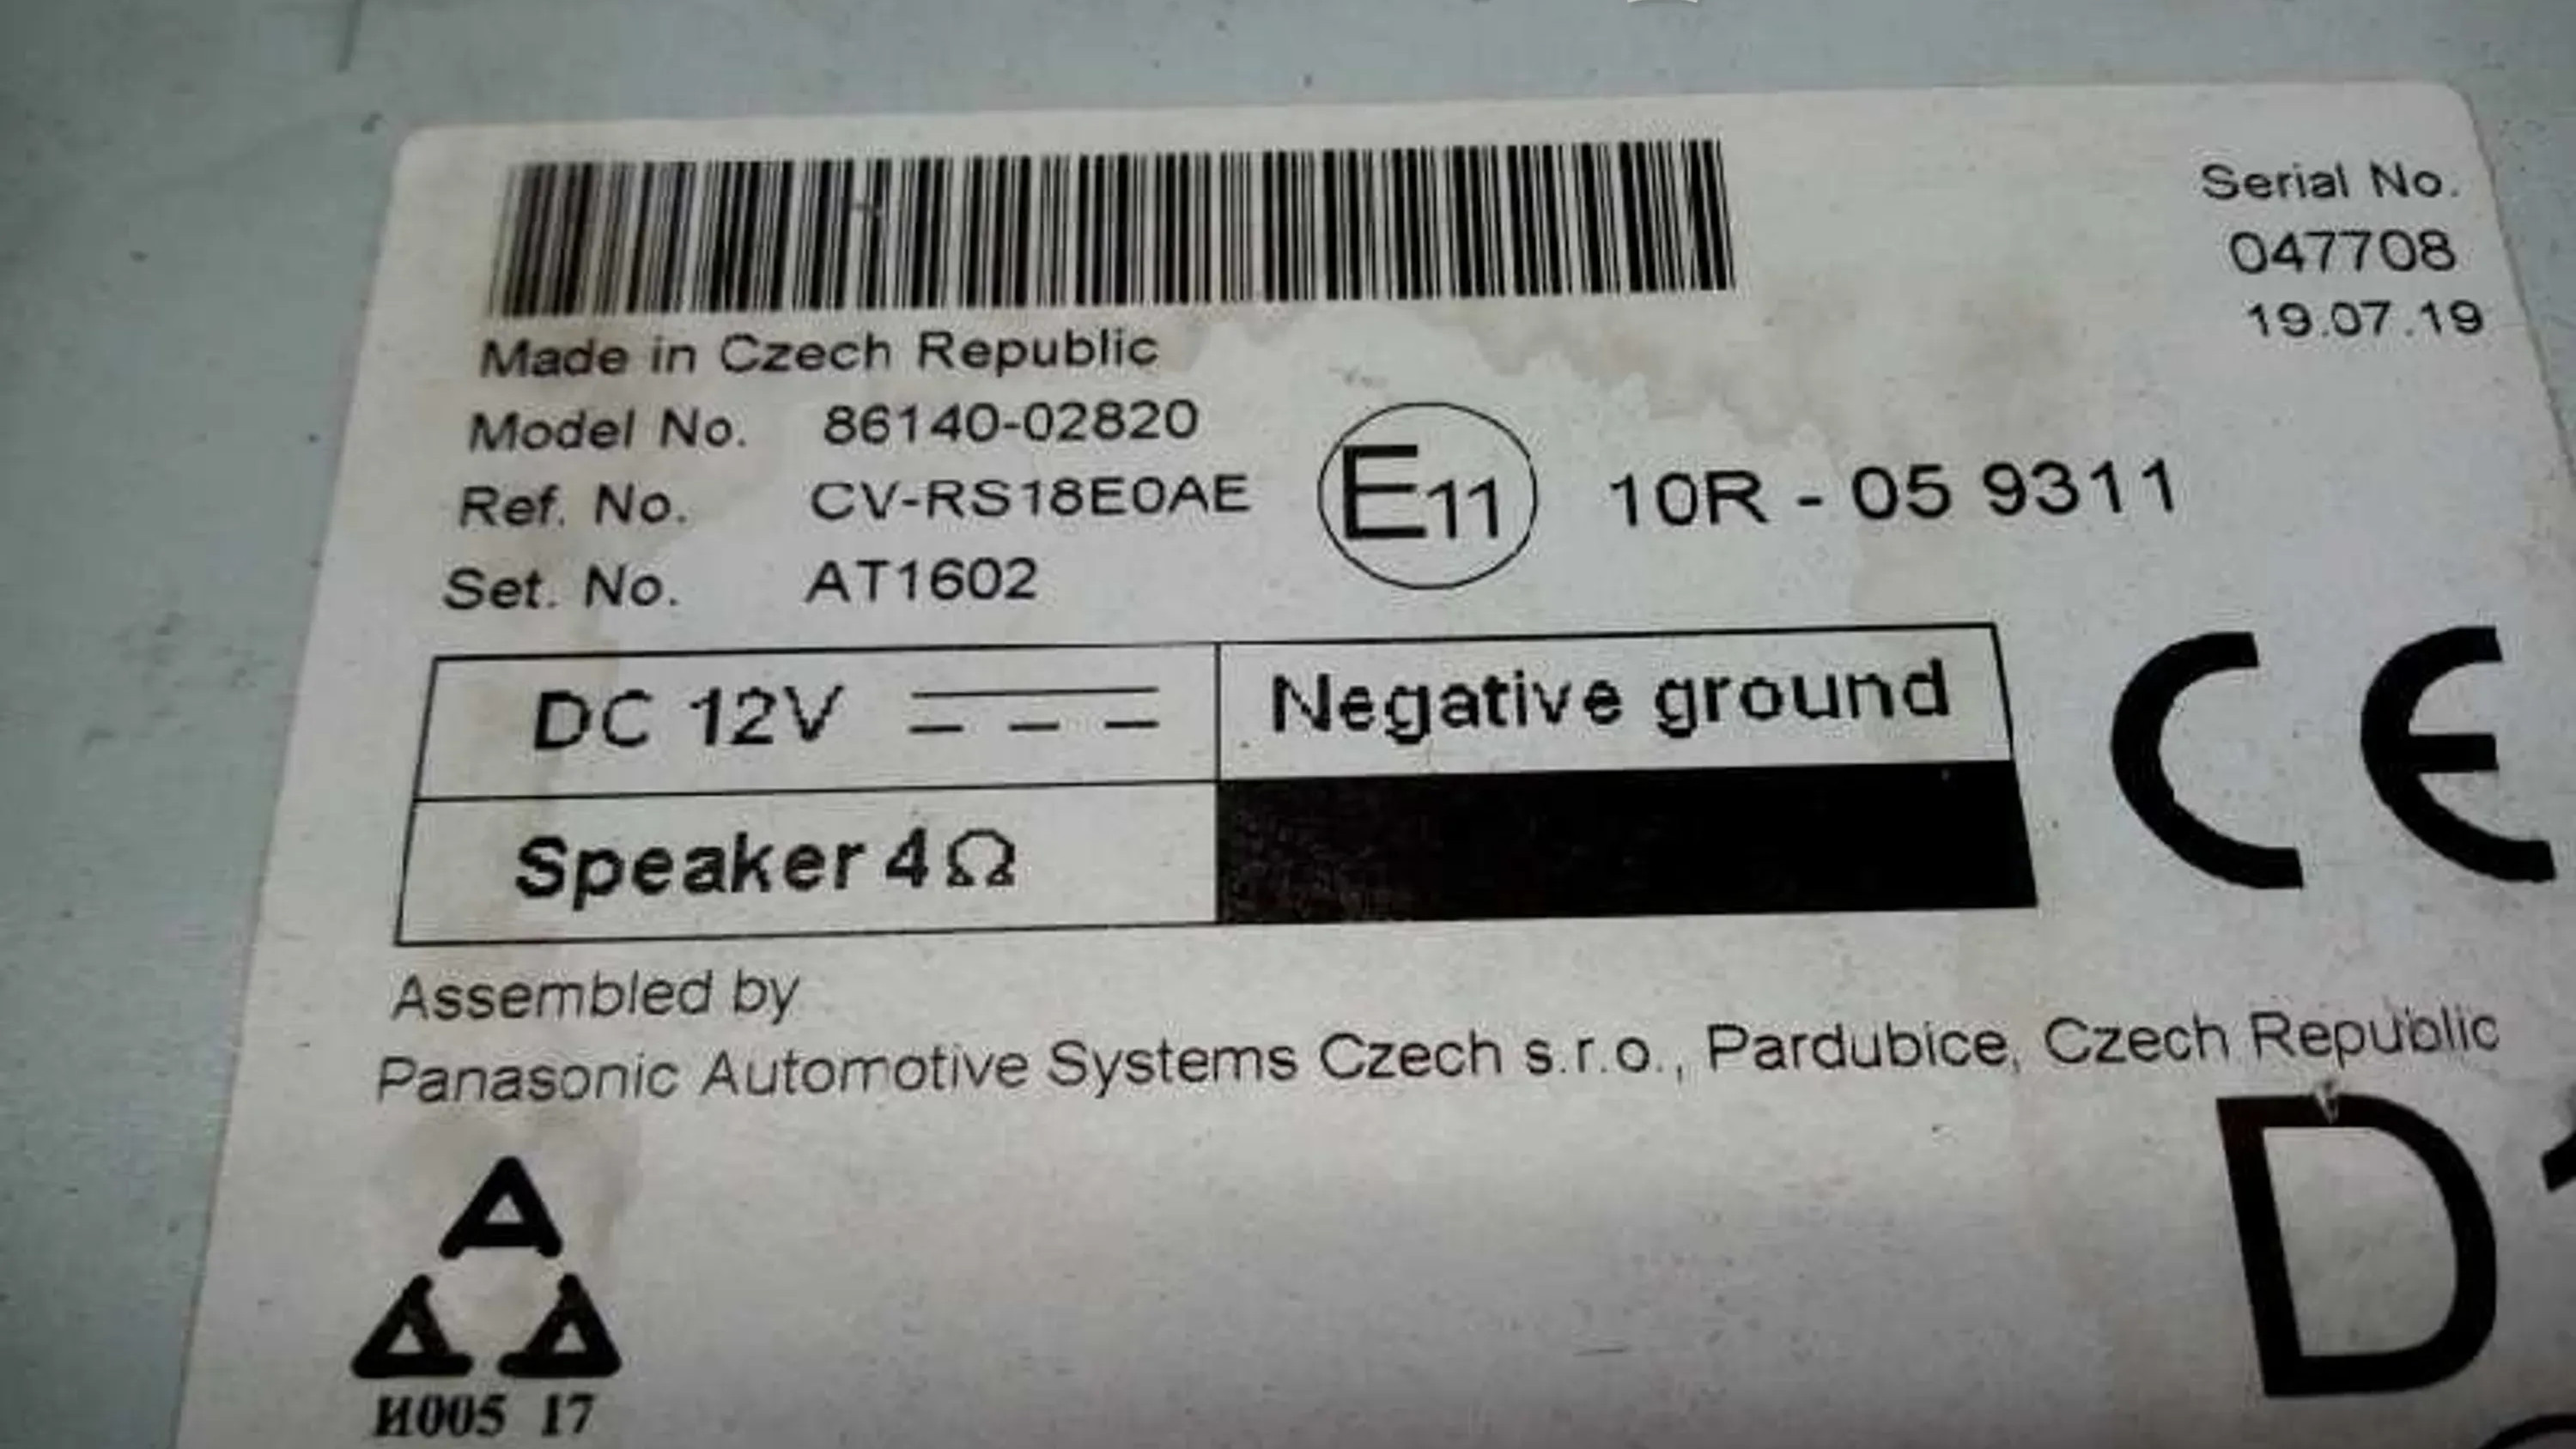 Serial No.
047708
19.07.19
Made in Czech Republic
Model No. 86140-02820
Ref. No. CV-RS18E0AE
E11 10R - 05 9311
Set. No. AT1602
DC 12V
Negative ground
CE
Speaker 4Ω
Assembled by
Panasonic Automotive Systems Czech s.r.o., Pardubice, Czech Republic
D
И005 17